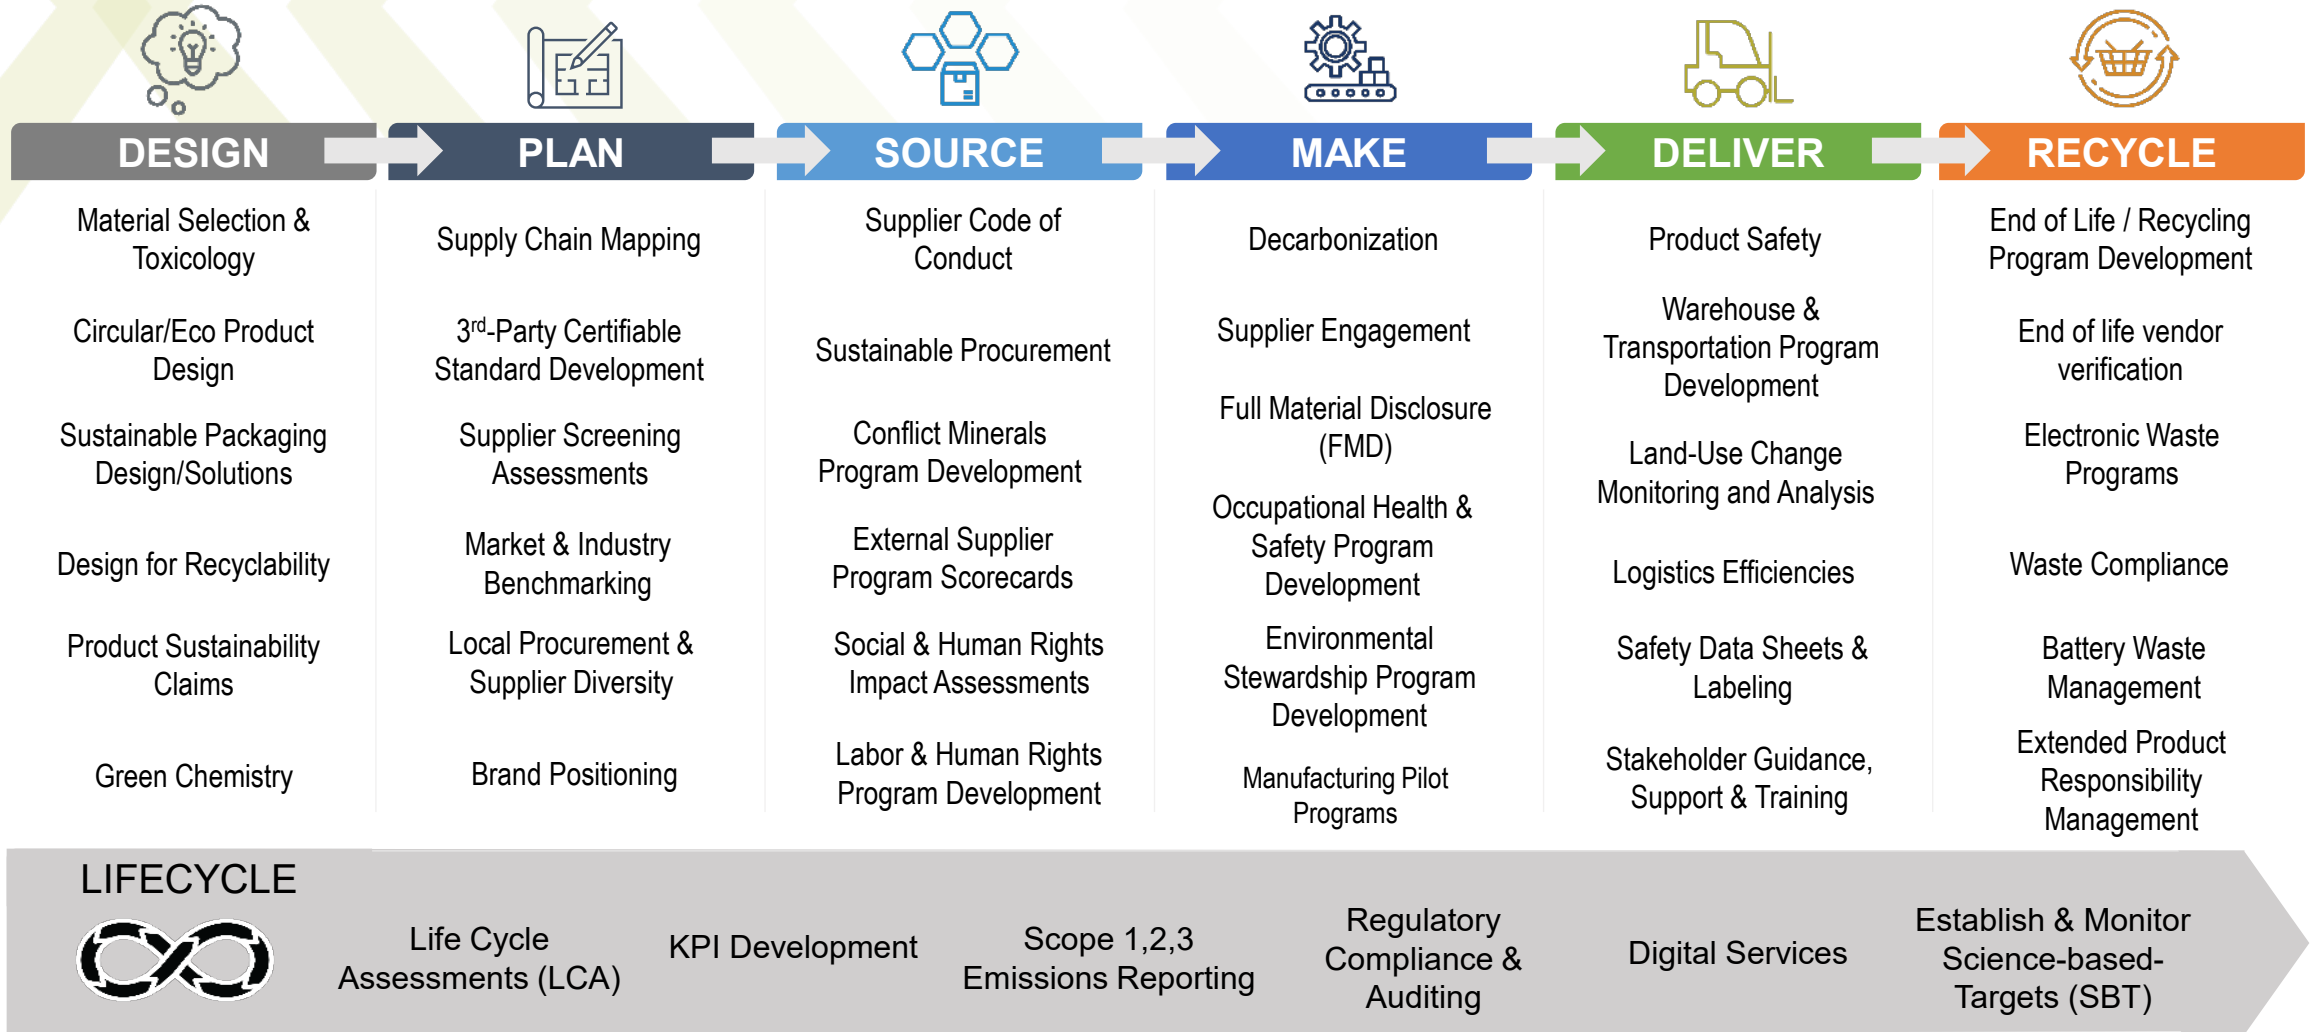 DESIGN
PLAN
SOURCE
MAKE
DELIVER
RECYCLE
Material Selection &
Toxicology
Circular/Eco Product
Design
Sustainable Packaging
Design/Solutions
Design for Recyclability
Product Sustainability
Claims
Green Chemistry
Supply Chain Mapping
3rd-Party Certifiable
Standard Development
Supplier Screening
Assessments
Market & Industry
Benchmarking
Local Procurement &
Supplier Diversity
Brand Positioning
Supplier Code of
Conduct
Sustainable Procurement
Conflict Minerals
Program Development
External Supplier
Program Scorecards
Social & Human Rights
Impact Assessments
Labor & Human Rights
Program Development
Decarbonization
Supplier Engagement
Full Material Disclosure
(FMD)
Occupational Health &
Safety Program
Development
Environmental
Stewardship Program
Development
Manufacturing Pilot
Programs
Product Safety
Warehouse &
Transportation Program
Development
Land-Use Change
Monitoring and Analysis
Logistics Efficiencies
Safety Data Sheets &
Labeling
Stakeholder Guidance,
Support & Training
End of Life / Recycling
Program Development
End of life vendor
verification
Electronic Waste
Programs
Waste Compliance
Battery Waste
Management
Extended Product
Responsibility
Management
LIFECYCLE
Life Cycle
Assessments (LCA)
KPI Development
Scope 1,2,3
Emissions Reporting
Regulatory
Compliance &
Auditing
Digital Services
Establish & Monitor
Science-based-
Targets (SBT)